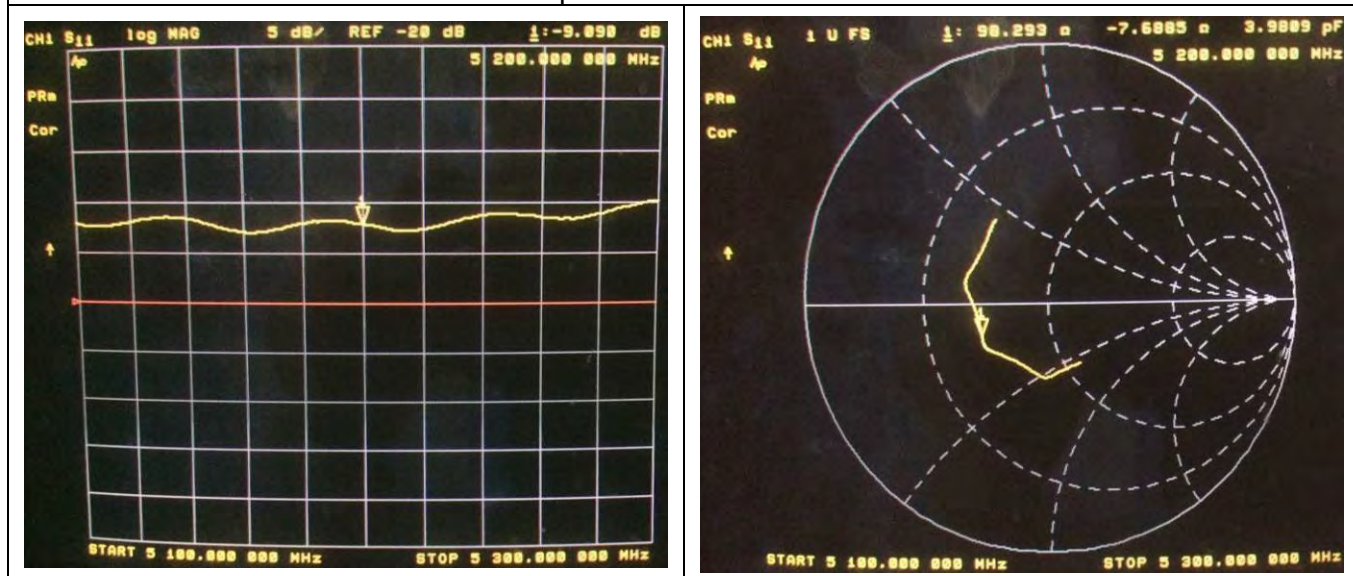 CH1 S11 log MAG 5 dB/ REF -20 dB 1:-9.090 dB
5 200.000 000 MHz
PRm
Cor
START 5 100.000 000 MHz STOP 5 300.000 000 MHz
CH1 S11 1 U FS 1: Ω -7.6885 Ω 3.9809 pF
5 200.000 000 MHz
PRm
Cor
START 5 100.000 000 MHz STOP 5 300.000 000 MHz